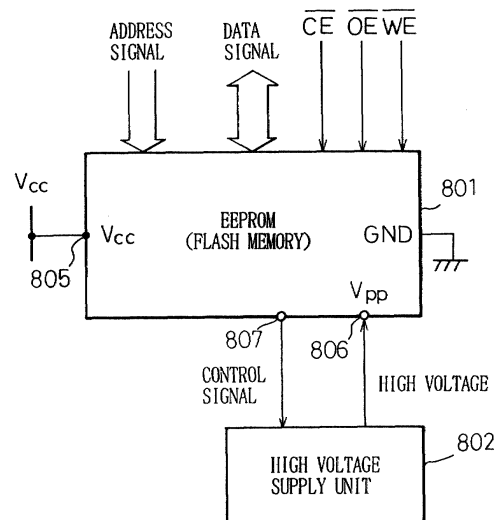 ADDRESS
SIGNAL
DATA
SIGNAL
CE
OE
WE
Vcc
Vcc
805
EEPROM
(FLASH MEMORY)
GND
801
Vpp
807
806
CONTROL
SIGNAL
HIGH VOLTAGE
HIGH VOLTAGE
SUPPLY UNIT
802